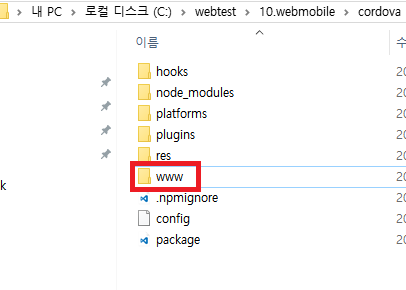 내 PC > 로컬 디스크 (C:) > webtest > 10.webmobile > cordova
이름 수
hooks 20
node_modules 20
platforms 20
plugins 20
res 20
www 20
.npmignore 20
config 20
package 20
k